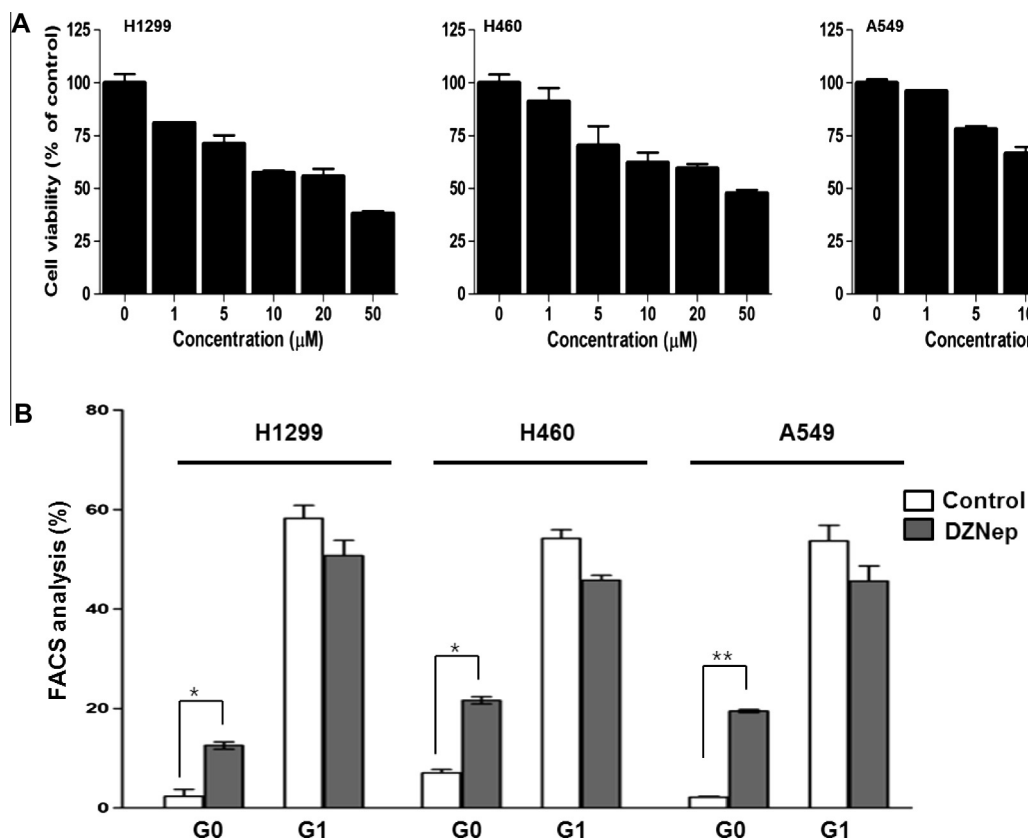 A
H1299
H460
A549
Cell viability (% of control)
125
100
75
50
25
0
0 1 5 10 20 50
Concentration (μM)
125
100
75
50
25
0
0 1 5 10 20 50
Concentration (μM)
125
100
75
50
25
0
0 1 5 10
Concentration
B
H1299
H460
A549
Control
DZNep
FACS analysis (%)
80
60
40
20
0
*
*
**
G0 G1 G0 G1 G0 G1